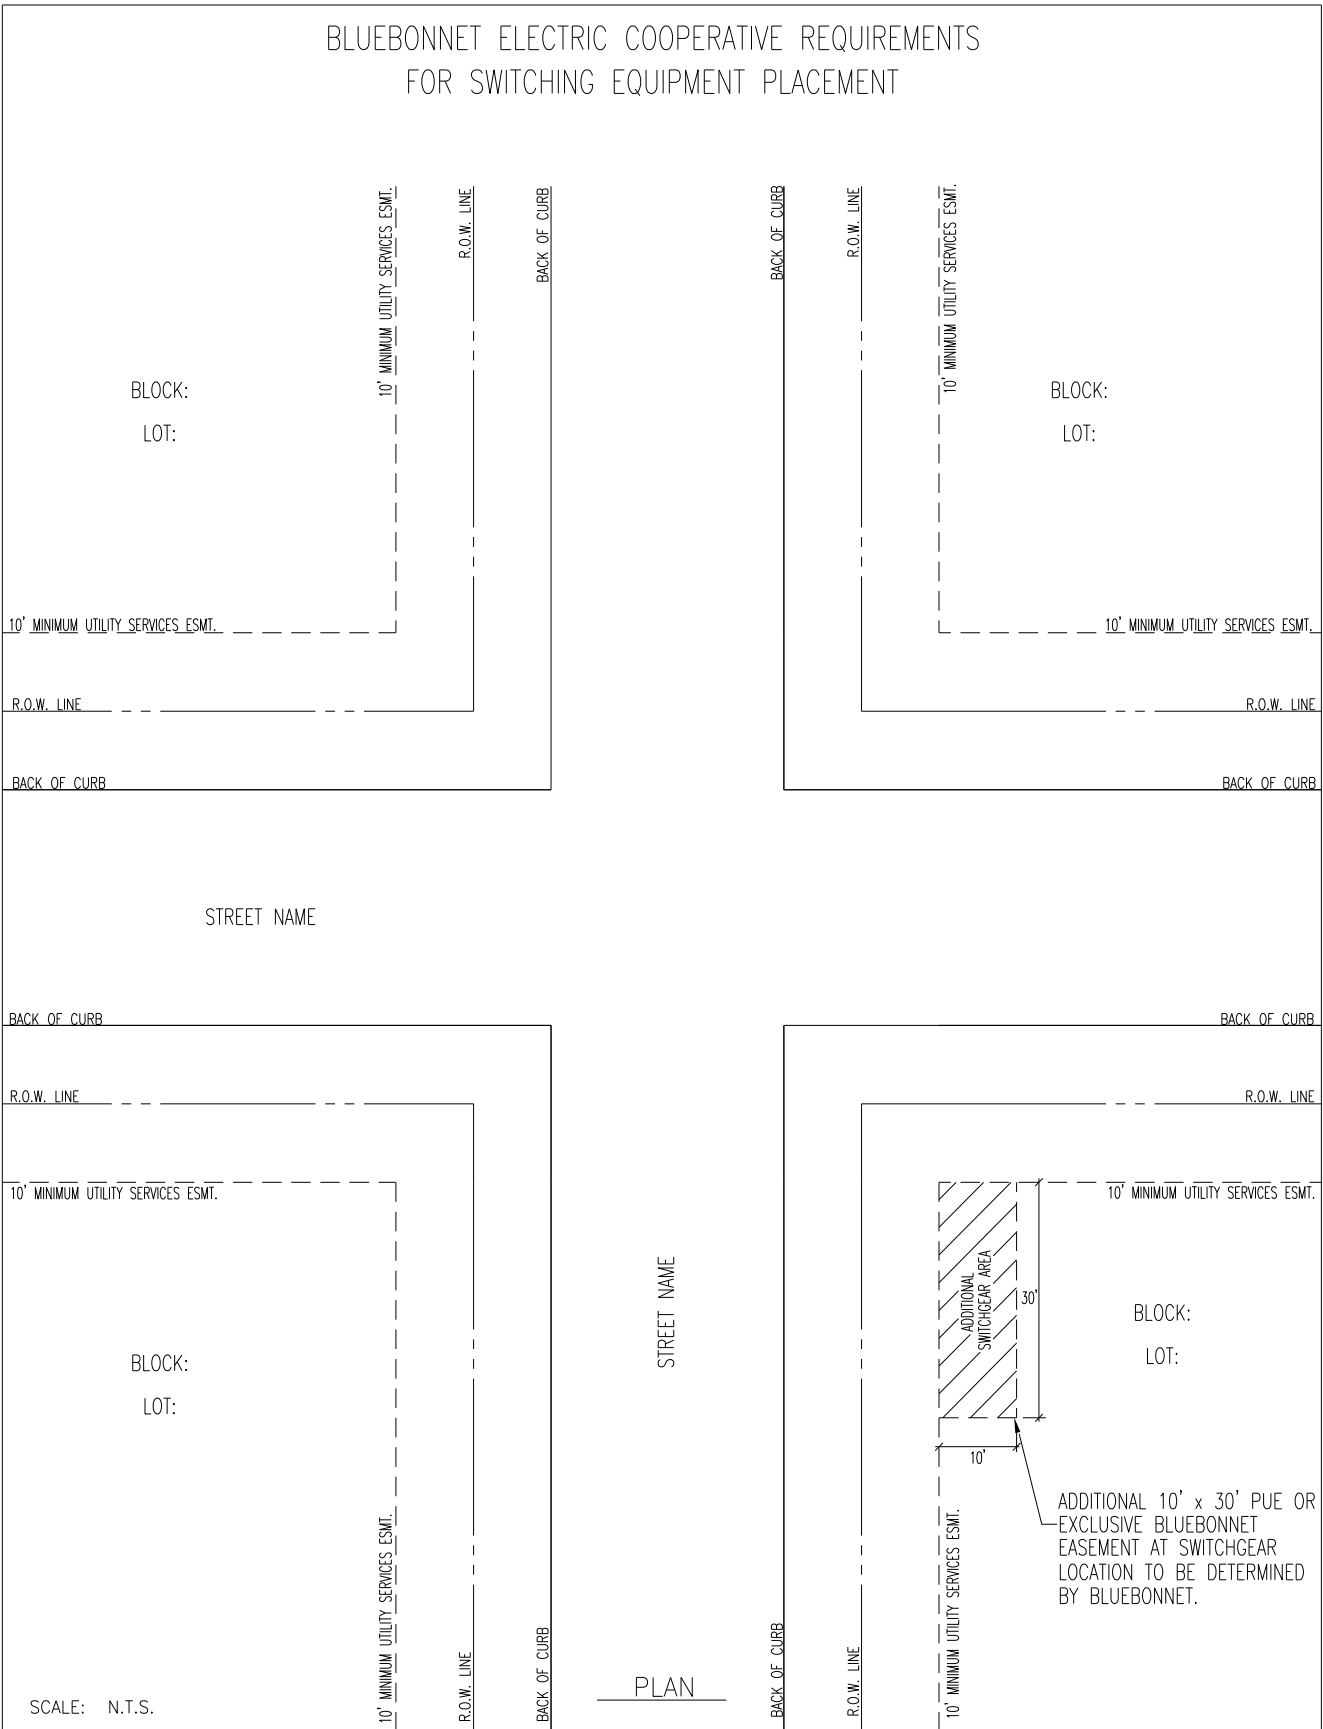 BLUEBONNET ELECTRIC COOPERATIVE REQUIREMENTS
FOR SWITCHING EQUIPMENT PLACEMENT
10' MINIMUM UTILITY SERVICES ESMT.
R.O.W. LINE
BACK OF CURB
BACK OF CURB
R.O.W. LINE
10' MINIMUM UTILITY SERVICES ESMT.
BLOCK:
LOT:
BLOCK:
LOT:
10' MINIMUM UTILITY SERVICES ESMT.
10' MINIMUM UTILITY SERVICES ESMT.
R.O.W. LINE
R.O.W. LINE
BACK OF CURB
BACK OF CURB
STREET NAME
BACK OF CURB
BACK OF CURB
R.O.W. LINE
R.O.W. LINE
10' MINIMUM UTILITY SERVICES ESMT.
10' MINIMUM UTILITY SERVICES ESMT.
STREET NAME
ADDITIONAL
SWITCHGEAR AREA
30'
BLOCK:
LOT:
BLOCK:
LOT:
10'
ADDITIONAL 10' x 30' PUE OR
EXCLUSIVE BLUEBONNET
EASEMENT AT SWITCHGEAR
LOCATION TO BE DETERMINED
BY BLUEBONNET.
10' MINIMUM UTILITY SERVICES ESMT.
R.O.W. LINE
BACK OF CURB
BACK OF CURB
R.O.W. LINE
10' MINIMUM UTILITY SERVICES ESMT.
PLAN
SCALE: N.T.S.